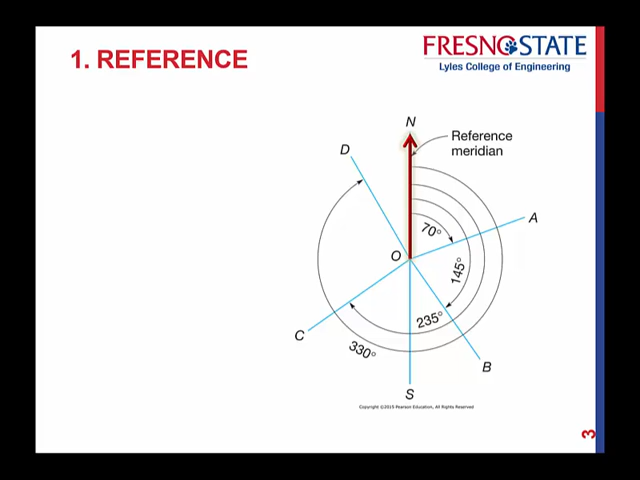 1. REFERENCE
FRESNO STATE
Lyles College of Engineering
N
Reference
meridian
D
A
70°
O
145°
235°
C
330°
B
S
Copyright ©2015 Pearson Education, All Rights Reserved
3